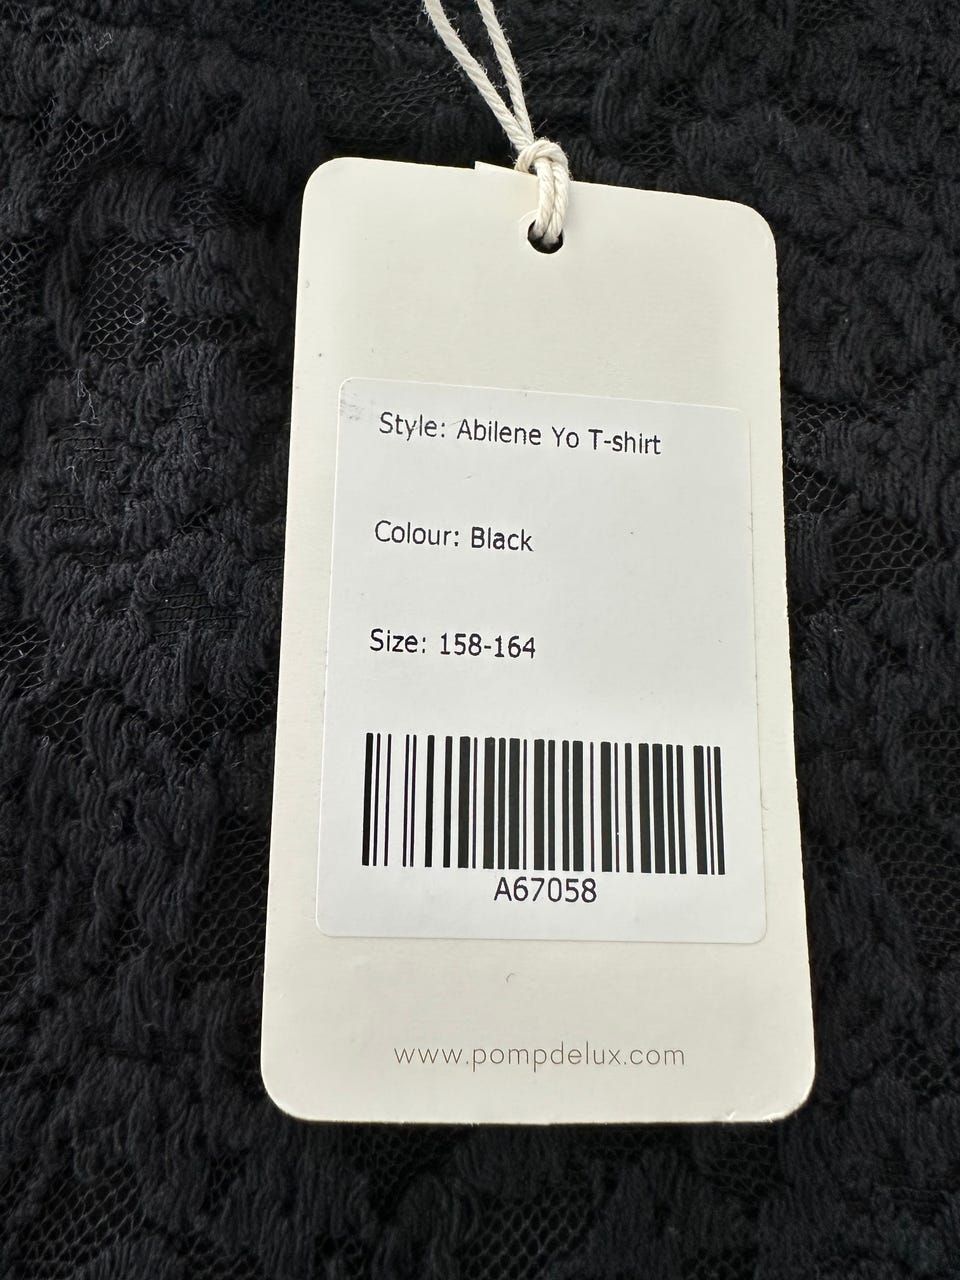 Style: Abilene Yo T-shirt
Colour: Black
Size: 158-164
A67058
www.pompdelux.com